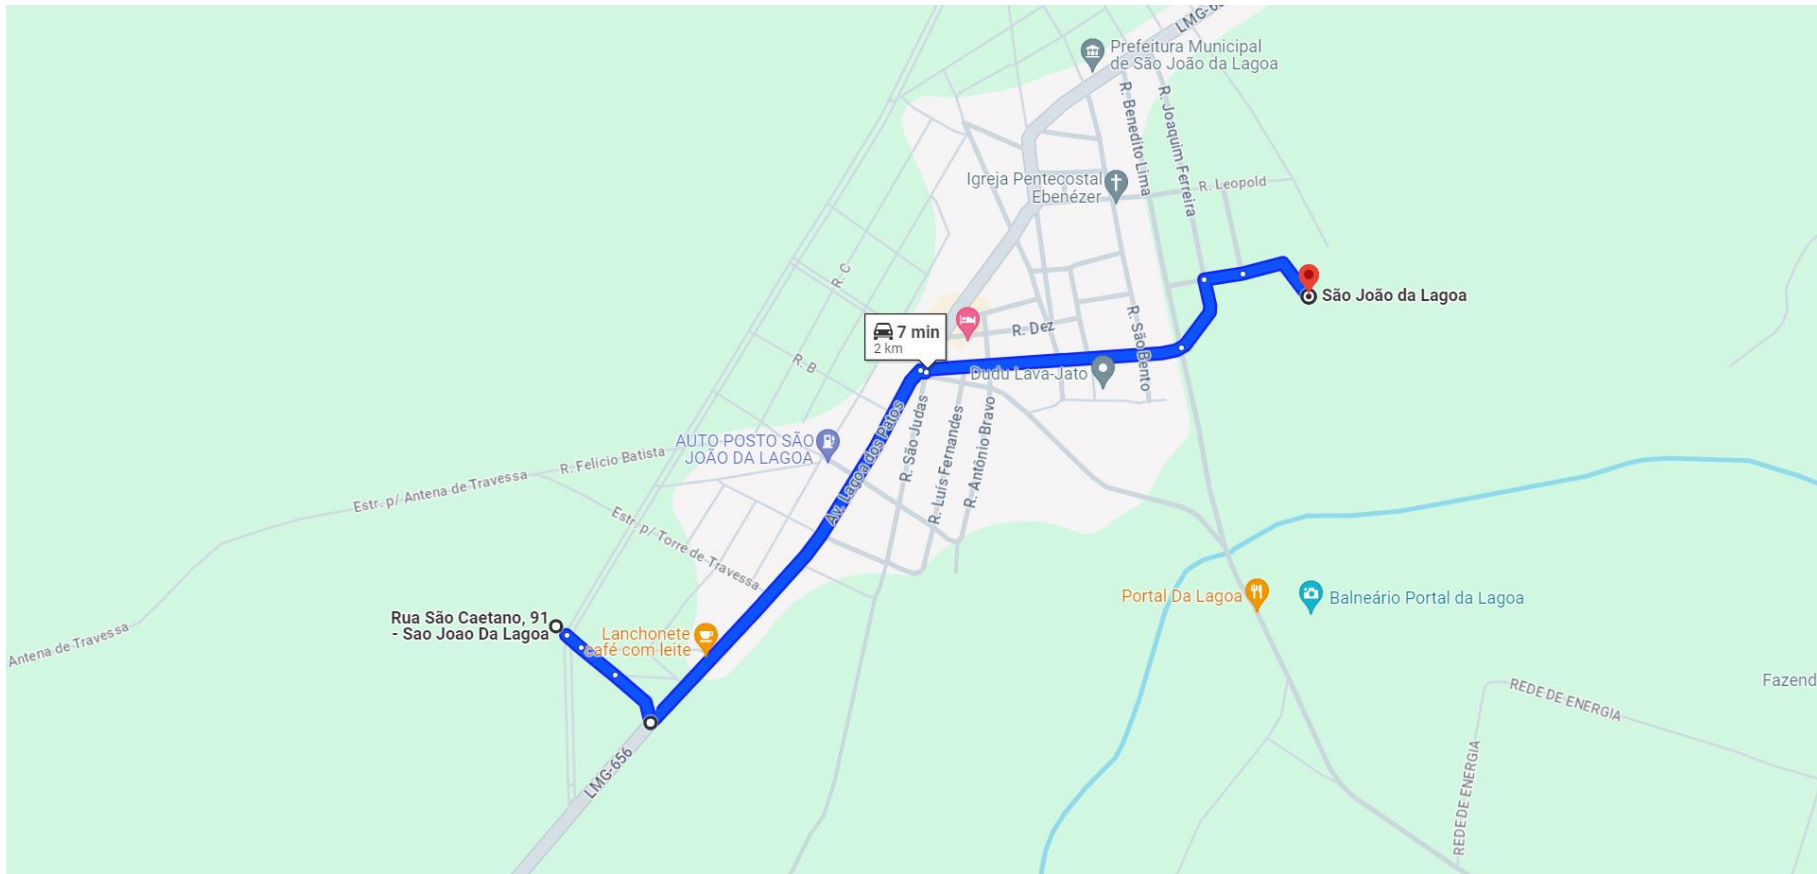 LMG-65
Prefeitura Municipal
de São João da Lagoa
R. Benedito Lima
R. Joaquim Ferreira
Igreja Pentecostal
Ebenézer
R. Leopold
R. C
São João da Lagoa
7 min
2 km
R. Dez
R. São Bento
R. B
Dudu Lava-Jato
Av. Lagoa dos Patos
R. São Judas
R. Luís Fernandes
R. Antônio Bravo
AUTO POSTO SÃO
JOÃO DA LAGOA
R. Felicio Batista
Estr. p/ Antena de Travessa
Estr. p/ Torre de Travessa
Antena de Travessa
Rua São Caetano, 91
- Sao Joao Da Lagoa
Lanchonete
café com leite
Portal Da Lagoa
Balneário Portal da Lagoa
LMG-656
Fazend
REDE DE ENERGIA
REDE DE ENERGIA